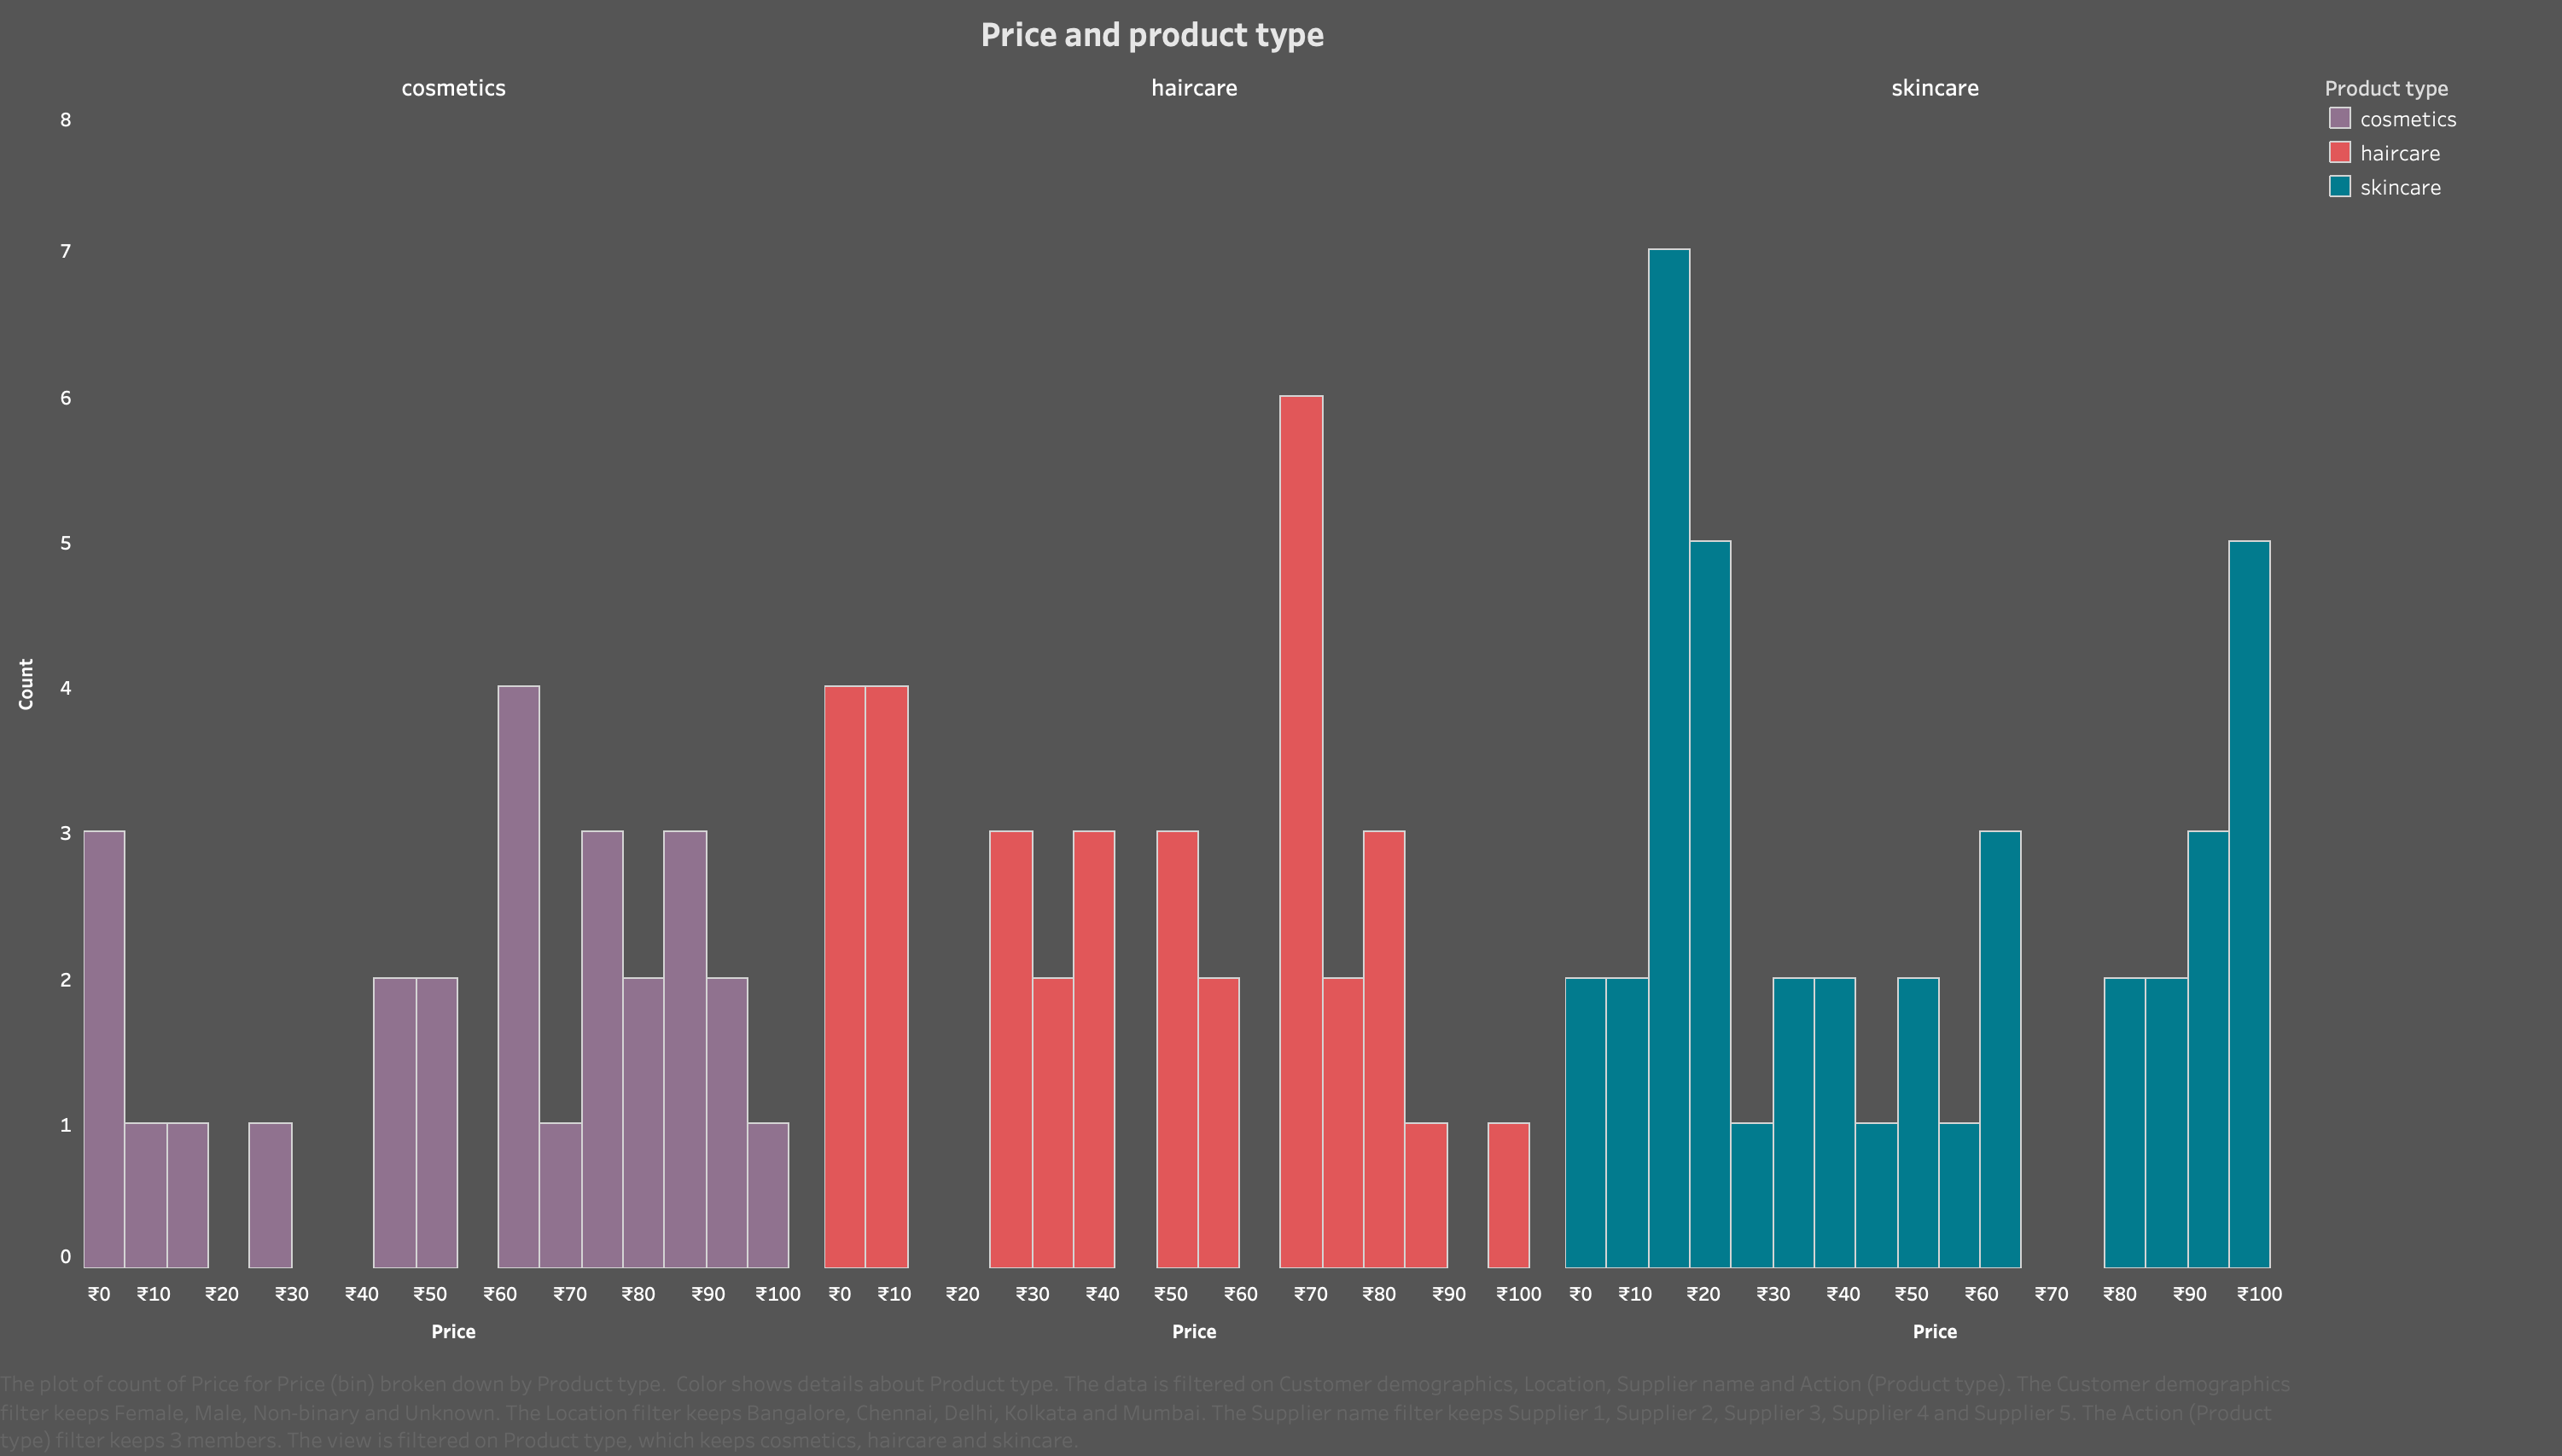 Price and product type
cosmetics haircare skincare
Product type
cosmetics
haircare
skincare
8
7
6
5
4
3
2
1
0
Count
₹0 ₹10 ₹20 ₹30 ₹40 ₹50 ₹60 ₹70 ₹80 ₹90 ₹100 ₹0 ₹10 ₹20 ₹30 ₹40 ₹50 ₹60 ₹70 ₹80 ₹90 ₹100 ₹0 ₹10 ₹20 ₹30 ₹40 ₹50 ₹60 ₹70 ₹80 ₹90 ₹100
Price Price Price
The plot of count of Price for Price (bin) broken down by Product type.  Color shows details about Product type. The data is filtered on Customer demographics, Location, Supplier name and Action (Product type). The Customer demographics
filter keeps Female, Male, Non-binary and Unknown. The Location filter keeps Bangalore, Chennai, Delhi, Kolkata and Mumbai. The Supplier name filter keeps Supplier 1, Supplier 2, Supplier 3, Supplier 4 and Supplier 5. The Action (Product
type) filter keeps 3 members. The view is filtered on Product type, which keeps cosmetics, haircare and skincare.